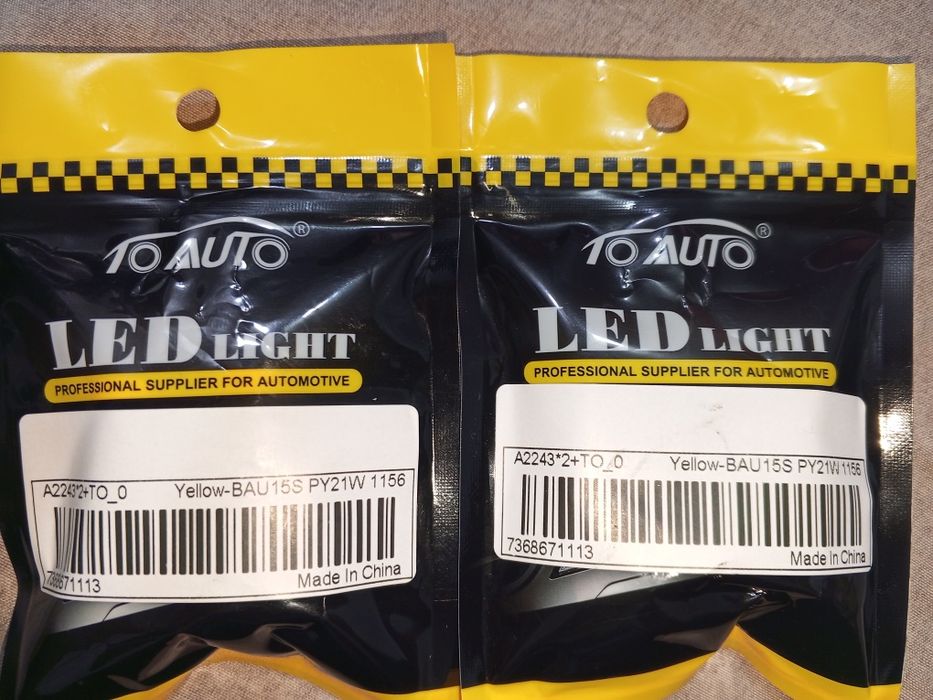 TO AUTO®
LED LIGHT
PROFESSIONAL SUPPLIER FOR AUTOMOTIVE
A2243*2+TO_0 Yellow-BAU15S PY21W 1156
7368671113 Made In China
TO AUTO®
LED LIGHT
PROFESSIONAL SUPPLIER FOR AUTOMOTIVE
A2243*2+TO_0 Yellow-BAU15S PY21W 1156
7368671113 Made In China